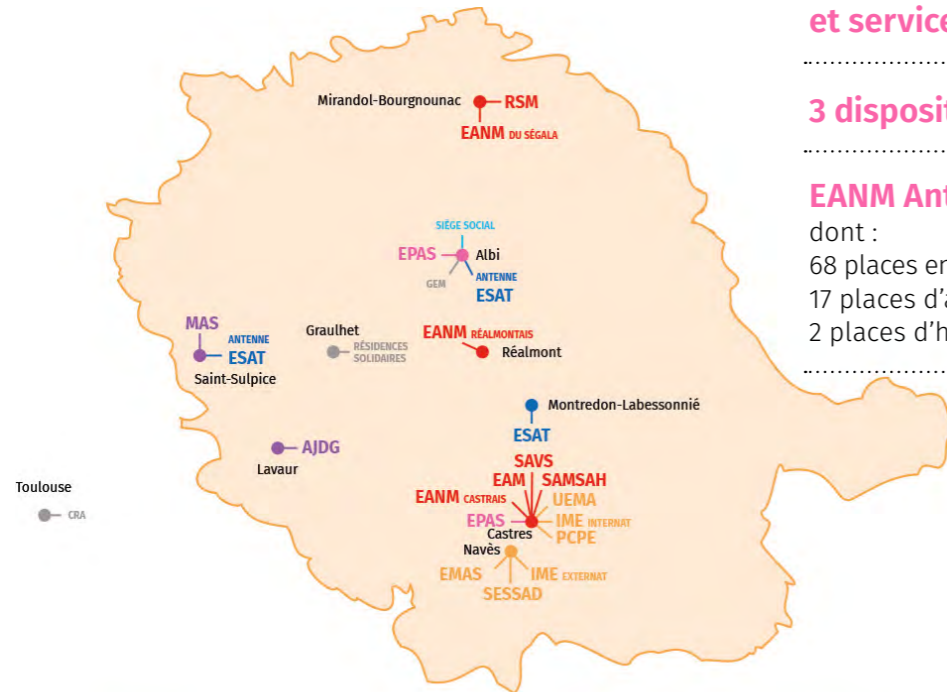 et service
3 disposit
EANM Ant
dont :
68 places en
17 places d’a
2 places d’h
Mirandol-Bourgnounac
RSM
EANM DU SÉGALA
SIÉGE SOCIAL
EPAS
Albi
GEM
ANTENNE
ESAT
MAS
ANTENNE
ESAT
Saint-Sulpice
Graulhet
RÉSIDENCES
SOLIDAIRES
EANM RÉALMONTAIS
Réalmont
Montredon-Labessonnié
ESAT
AJDG
Lavaur
Toulouse
CRA
SAVS
EAM
SAMSAH
EANM CASTRAIS
UEMA
EPAS
IME INTERNAT
Castres
PCPE
Navès
EMAS
IME EXTERNAT
SESSAD